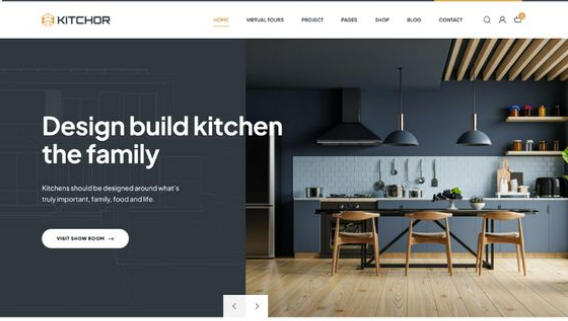 KITCHOR
HOME VIRTUAL TOURS PROJECT PAGES SHOP BLOG CONTACT
Design build kitchen
the family
Kitchens should be designed around what's
truly important, family, food and life.
VISIT SHOW ROOM